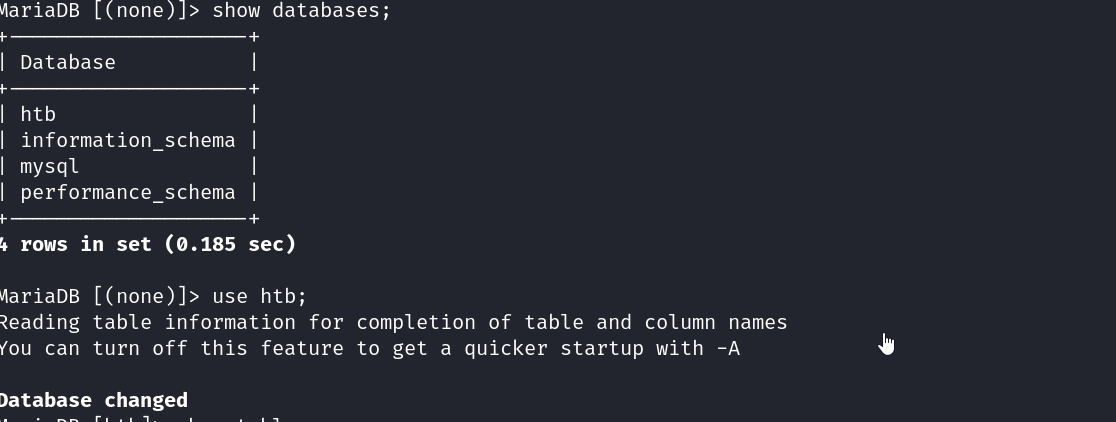 MariaDB [(none)]> show databases;
+--------------------+
| Database           |
+--------------------+
| htb                |
| information_schema |
| mysql              |
| performance_schema |
+--------------------+
4 rows in set (0.185 sec)
MariaDB [(none)]> use htb;
Reading table information for completion of table and column names
You can turn off this feature to get a quicker startup with -A
Database changed